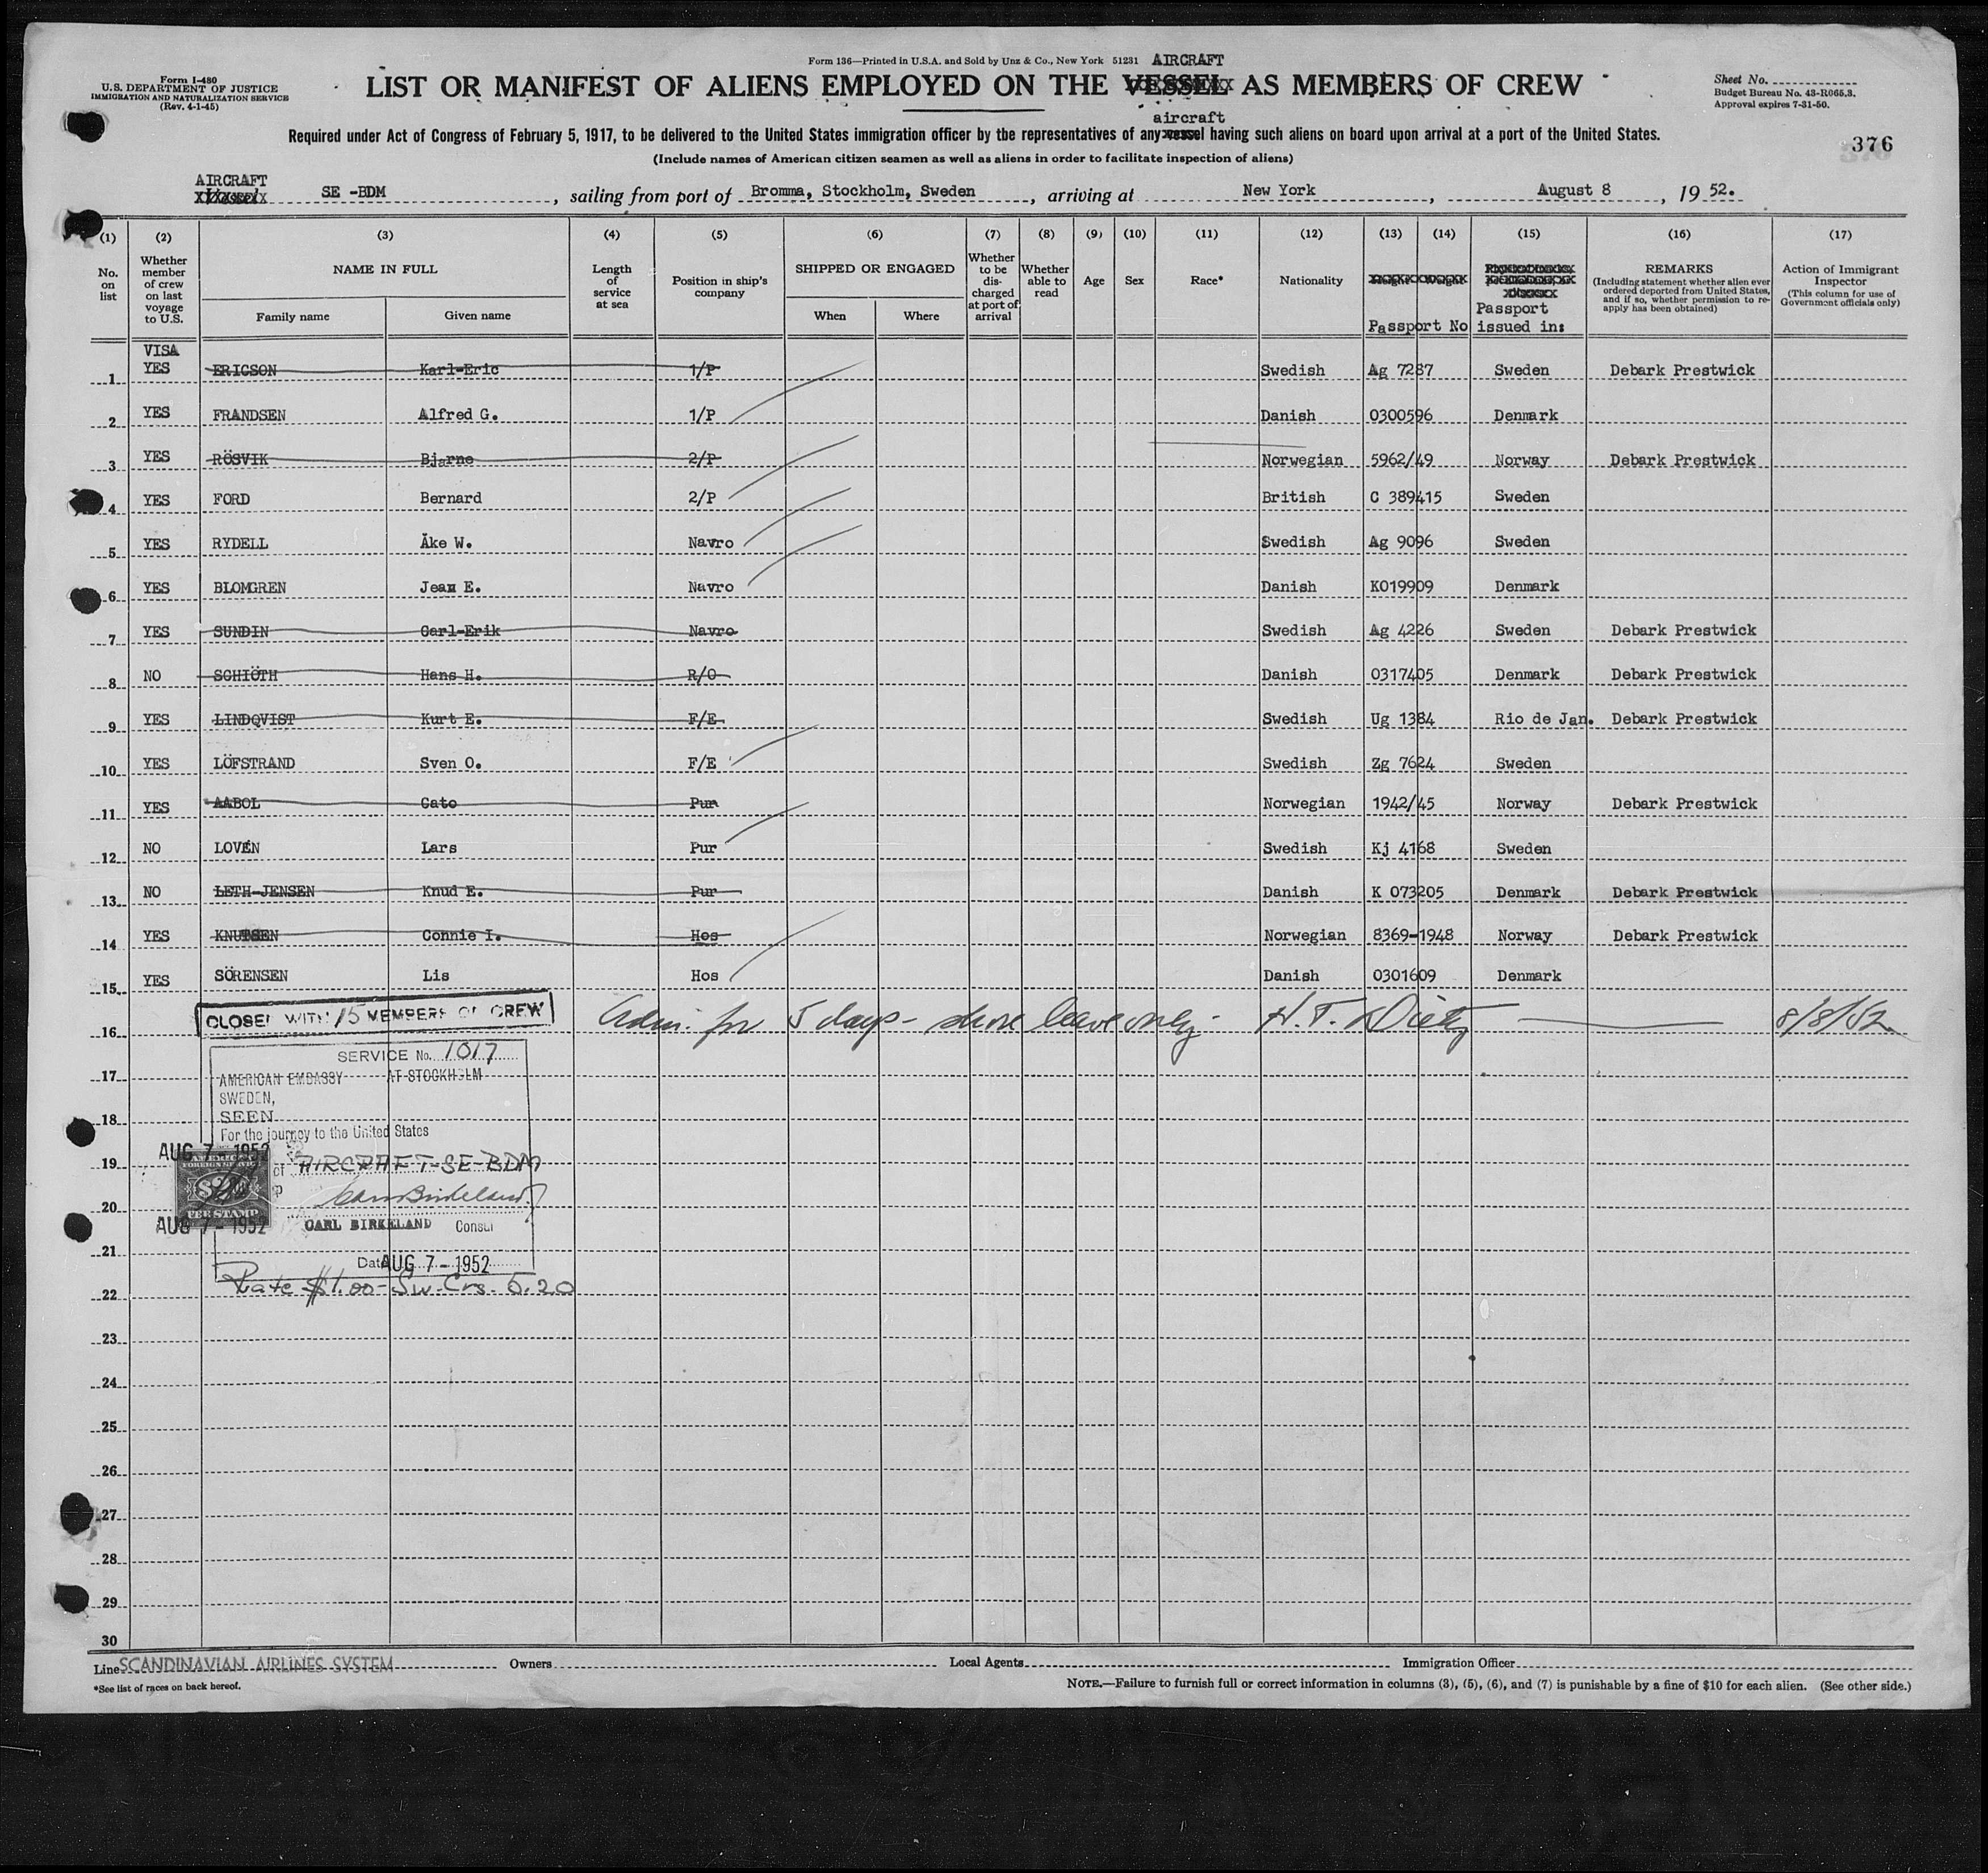 Form I-480
U.S. DEPARTMENT OF JUSTICE
IMMIGRATION AND NATURALIZATION SERVICE
(Rev. 4-1-45)
Form 136—Printed in U.S.A. and Sold by Unz & Co., New York 51231 AIRCRAFT
LIST OR MANIFEST OF ALIENS EMPLOYED ON THE VESSEL AS MEMBERS OF CREW
Sheet No.
Budget Bureau No. 43-R065.3.
Approval expires 7-31-50.
aircraft
Required under Act of Congress of February 5, 1917, to be delivered to the United States immigration officer by the representatives of any vessel having such aliens on board upon arrival at a port of the United States.
(Include names of American citizen seamen as well as aliens in order to facilitate inspection of aliens)
376
AIRCRAFT
Vessel SE -BDM, sailing from port of Bromma, Stockholm, Sweden, arriving at New York, August 8, 19 52.
(1) (2) (3) (4) (5) (6) (7) (8) (9) (10) (11) (12) (13) (14) (15) (16) (17)
No. on list
Whether member of crew on last voyage to U.S.
NAME IN FULL
Family name Given name
Length of service at sea
Position in ship's company
SHIPPED OR ENGAGED
When Where
Whether to be discharged at port of arrival
Whether able to read
Age
Sex
Race*
Nationality
Passport No
Passport issued in:
REMARKS
(Including statement whether alien ever ordered deported from United States, and if so, whether permission to re-apply has been obtained)
Action of Immigrant Inspector
(This column for use of Government officials only)
VISA
1 YES ERICSON Karl-Eric 1/P Swedish Ag 7287 Sweden Debark Prestwick
2 YES FRANDSEN Alfred G. 1/P Danish 0300596 Denmark
3 YES RÖSVIK Bjarne 2/P Norwegian 5962/49 Norway Debark Prestwick
4 YES FORD Bernard 2/P British C 389415 Sweden
5 YES RYDELL Åke W. Navro Swedish Ag 9096 Sweden
6 YES BLOMGREN Jean E. Navro Danish K019909 Denmark
7 YES SUNDIN Carl-Erik Navro Swedish Ag 4226 Sweden Debark Prestwick
8 NO SCHIÖTH Hans H. R/O Danish 0317405 Denmark Debark Prestwick
9 YES LINDQVIST Kurt E. F/E Swedish Ug 1384 Rio de Jan. Debark Prestwick
10 YES LÖFSTRAND Sven O. F/E Swedish Zg 7624 Sweden
11 YES AABOL Cato Pur Norwegian 1942/45 Norway Debark Prestwick
12 NO LOVÉN Lars Pur Swedish Kj 4168 Sweden
13 NO LETH-JENSEN Knud E. Pur Danish K 073205 Denmark Debark Prestwick
14 YES KNUTSEN Connie I. Hos Norwegian 8369-1948 Norway Debark Prestwick
15 YES SÖRENSEN Lis Hos Danish 0301609 Denmark
CLOSED WITH 15 MEMBERS OF CREW
16 Adm. for 5 days - shore leave only - H. T. 8/8/52
SERVICE No. 1017
17 AMERICAN EMBASSY AT STOCKHOLM
SWEDEN,
18 SEEN
For the journey to the United States
AUG 7 - 1952
19 of AIRCRAFT-SE-BDM
AMERICAN FOREIGN SERVICE
FEE STAMP
20 Carl Birkeland
AUG 7 - 1952 CARL BIRKELAND Consul
21 Date AUG 7 - 1952
22 Rate $1.00 - Sw. Crs. 5.20
23
24
25
26
27
28
29
30
Line SCANDINAVIAN AIRLINES SYSTEM Owners Local Agents Immigration Officer
*See list of races on back hereof.
NOTE.—Failure to furnish full or correct information in columns (3), (5), (6), and (7) is punishable by a fine of $10 for each alien. (See other side.)